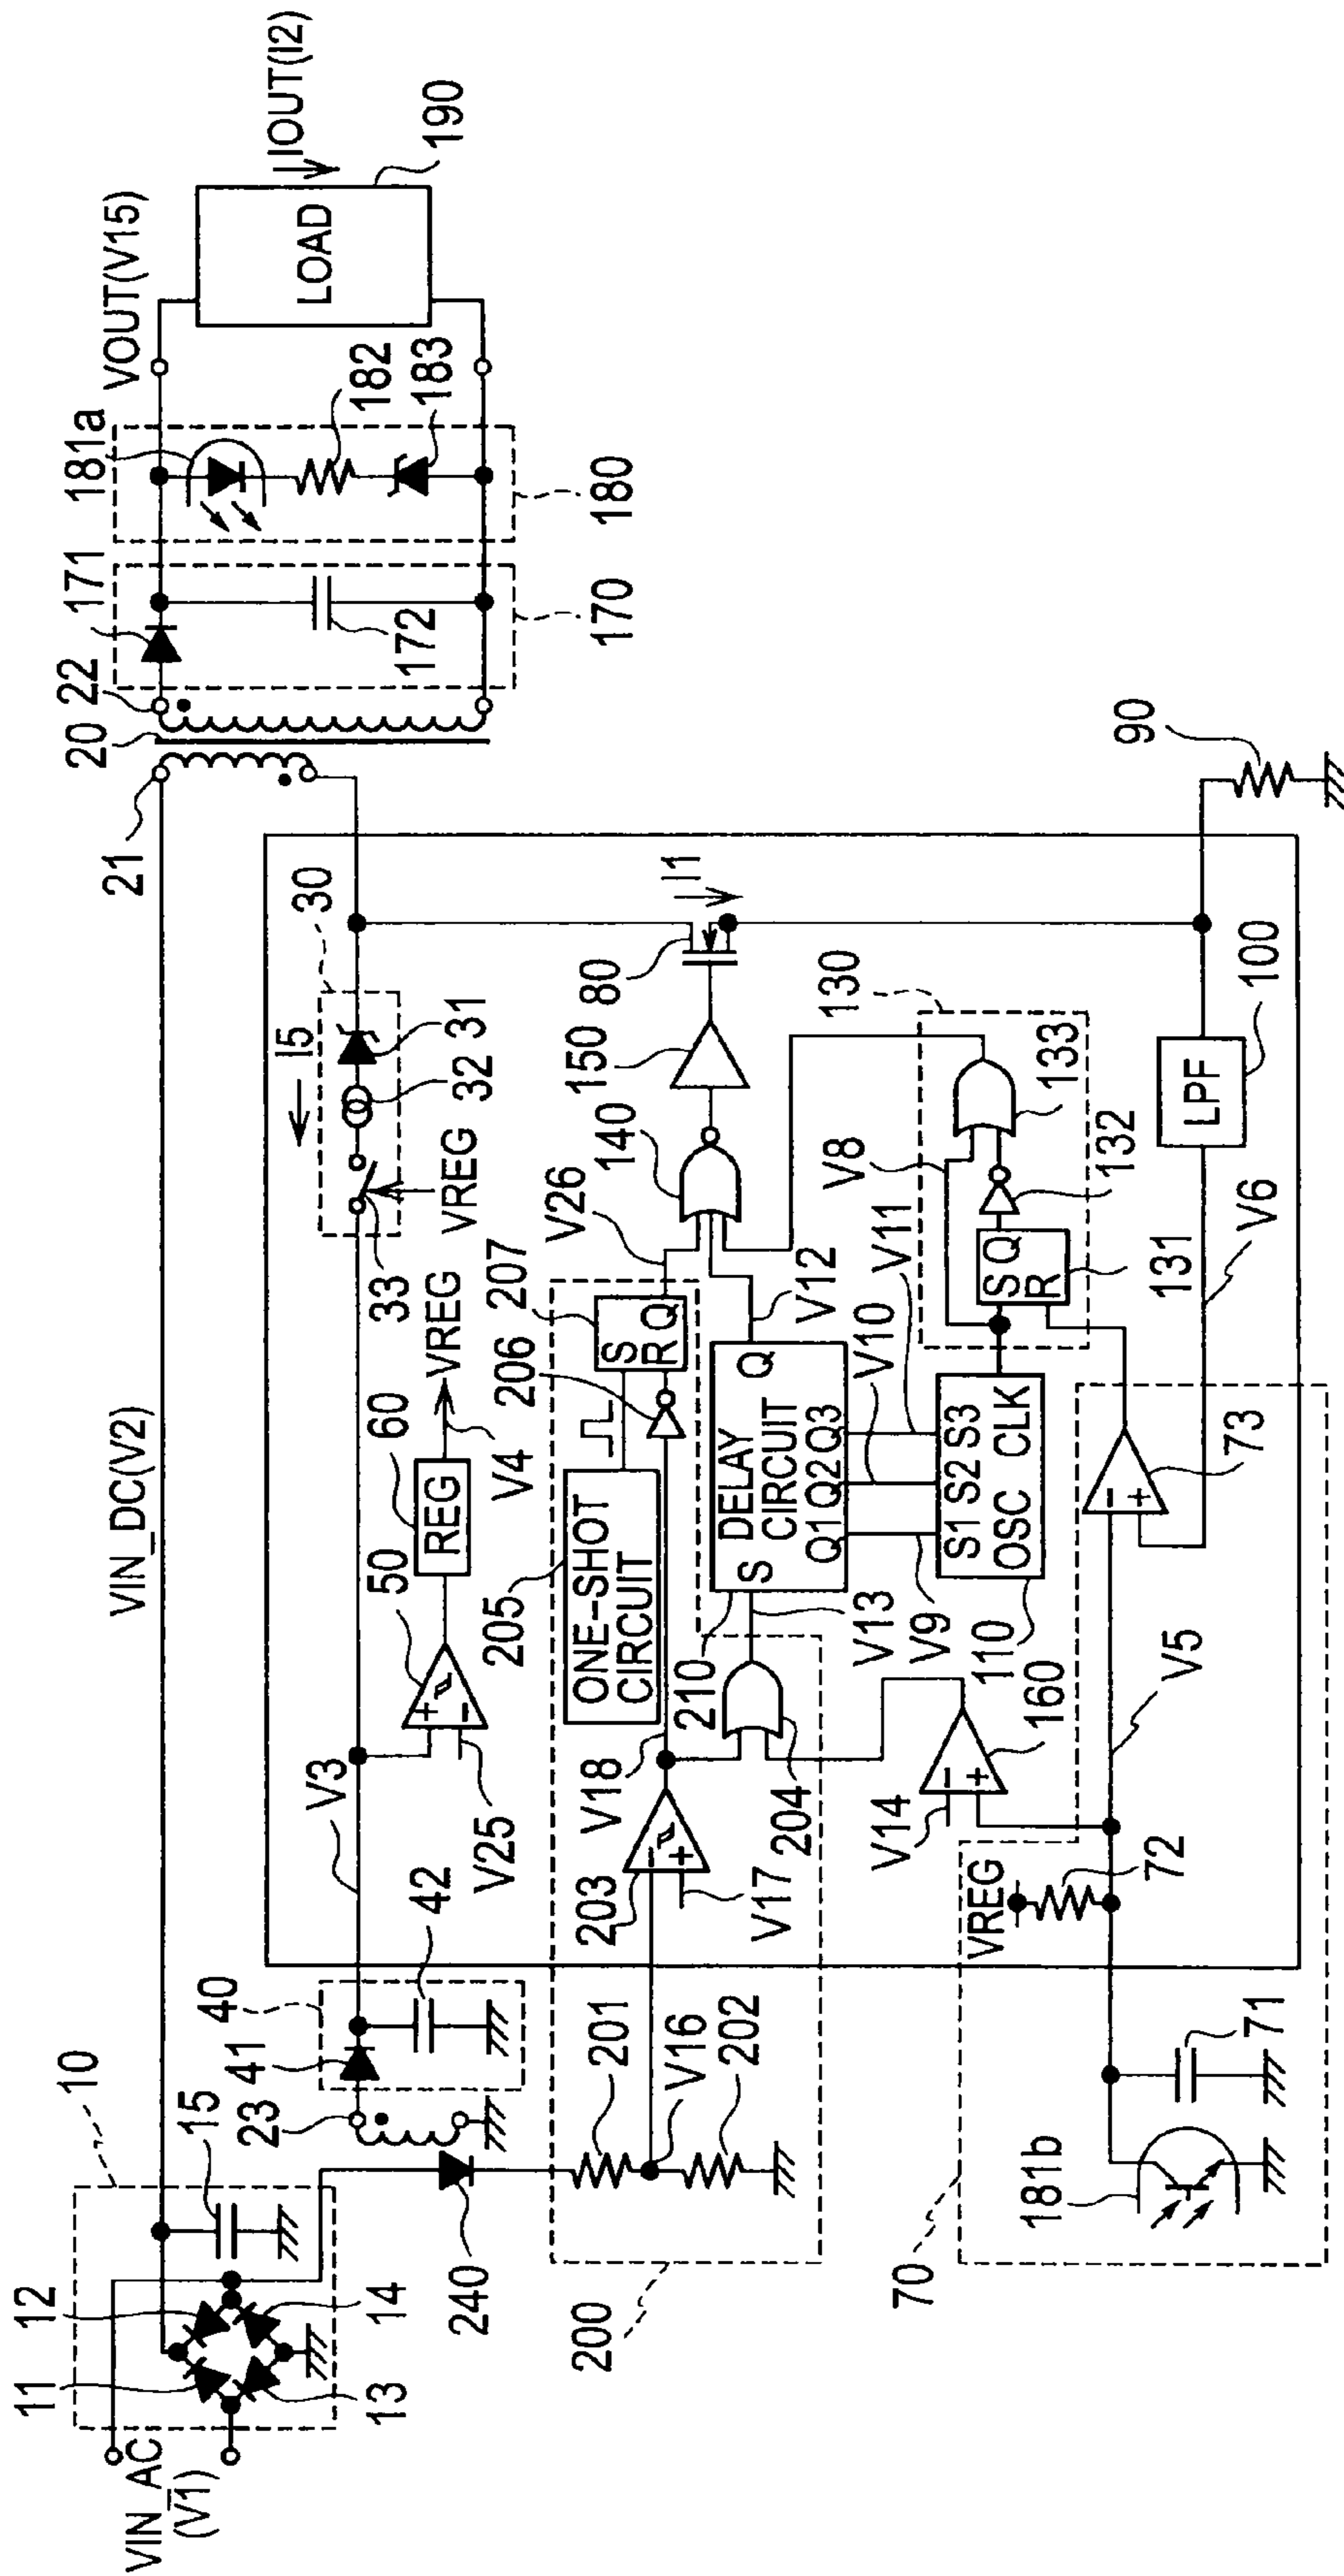 VIN_AC
(V1)
10
11
12
13
14
15
VIN_DC(V2)
21
20
22
171
172
170
181a
182
183
180
VOUT(V15)
LOAD
IOUT(I2)
190
23
41
40
42
V3
50
V25
60
REG
V4
VREG
I5
30
31
32
33
VREG
240
200
201
V16
202
203
V17
V18
205
ONE-SHOT
CIRCUIT
206
207
S
R
Q
V26
140
150
80
I1
204
210
V13
S
DELAY
CIRCUIT
Q
Q1
Q2
Q3
V12
V9
V10
V11
S1
S2
S3
OSC
CLK
110
V8
130
S
Q
R
131
132
133
V14
160
70
VREG
72
V5
71
181b
73
V6
LPF
100
90